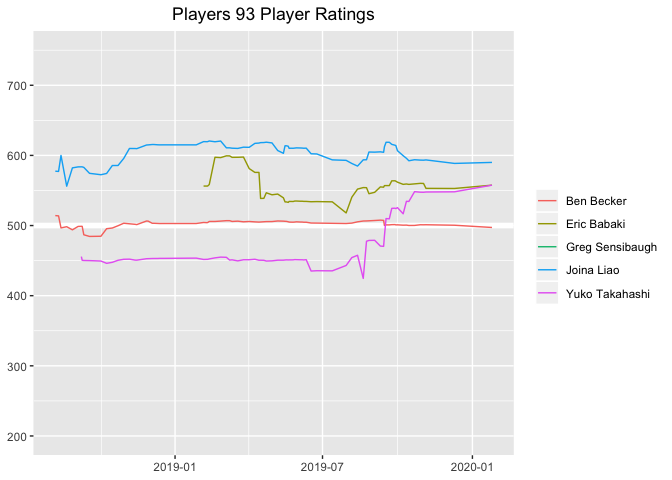 Players 93 Player Ratings
700
600
500
400
300
200
2019-01
2019-07
2020-01
Ben Becker
Eric Babaki
Greg Sensibaugh
Joina Liao
Yuko Takahashi